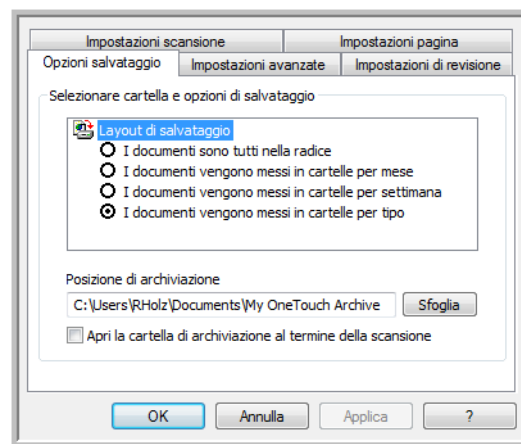 Impostazioni scansione
Impostazioni pagina
Opzioni salvataggio
Impostazioni avanzate
Impostazioni di revisione
Selezionare cartella e opzioni di salvataggio
Layout di salvataggio
I documenti sono tutti nella radice
I documenti vengono messi in cartelle per mese
I documenti vengono messi in cartelle per settimana
I documenti vengono messi in cartelle per tipo
Posizione di archiviazione
C:\Users\RHolz\Documents\My OneTouch Archive
Sfoglia
Apri la cartella di archiviazione al termine della scansione
OK
Annulla
Applica
?